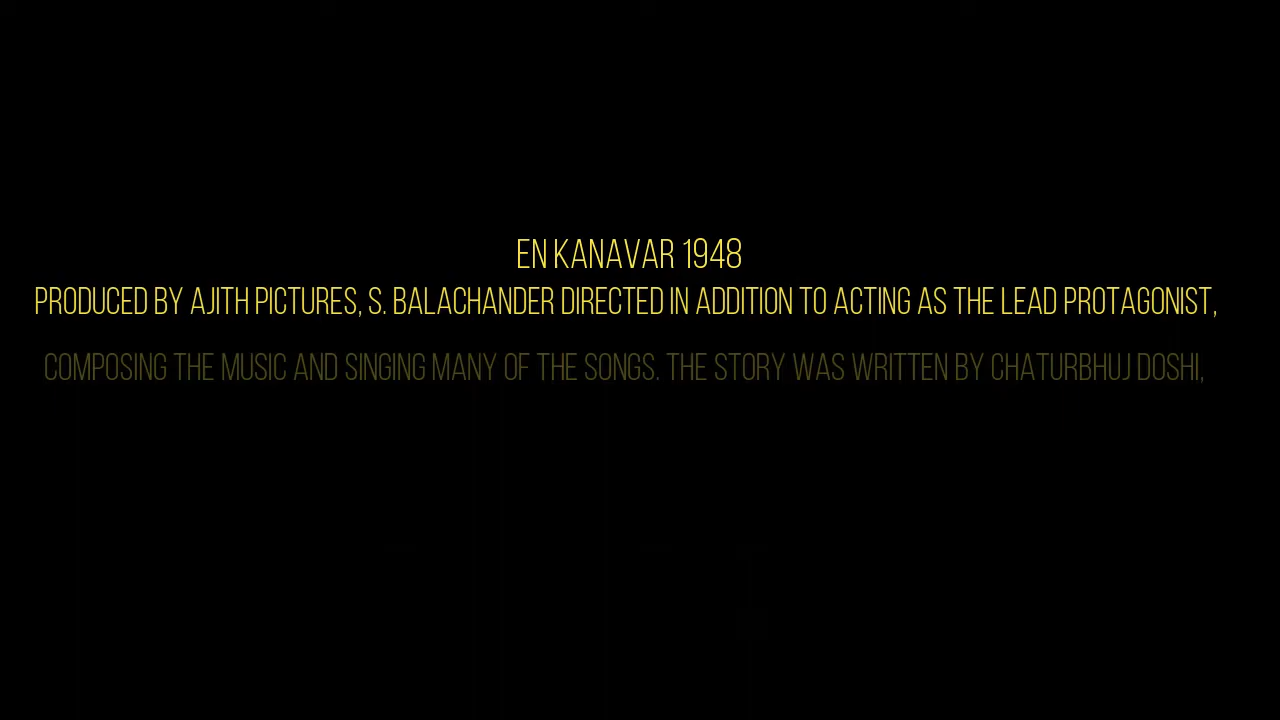 EN KANAVAR 1948
PRODUCED BY AJITH PICTURES, S. BALACHANDER DIRECTED IN ADDITION TO ACTING AS THE LEAD PROTAGONIST,
COMPOSING THE MUSIC AND SINGING MANY OF THE SONGS. THE STORY WAS WRITTEN BY CHATURBHUJ DOSHI,